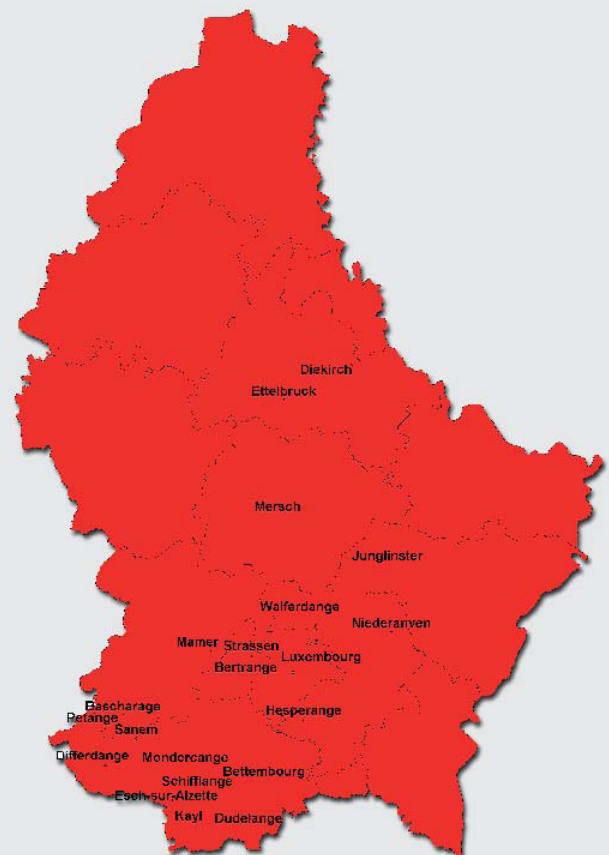 Diekirch
Ettelbruck
Mersch
Junglinster
Walferdange
Niederanven
Mamer
Strassen
Luxembourg
Bertrange
Bascharage
Hesperange
Petange
Sanem
Differdange
Mondercange
Bettembourg
Schifflange
Esch-sur-Alzette
Kayl
Dudelange